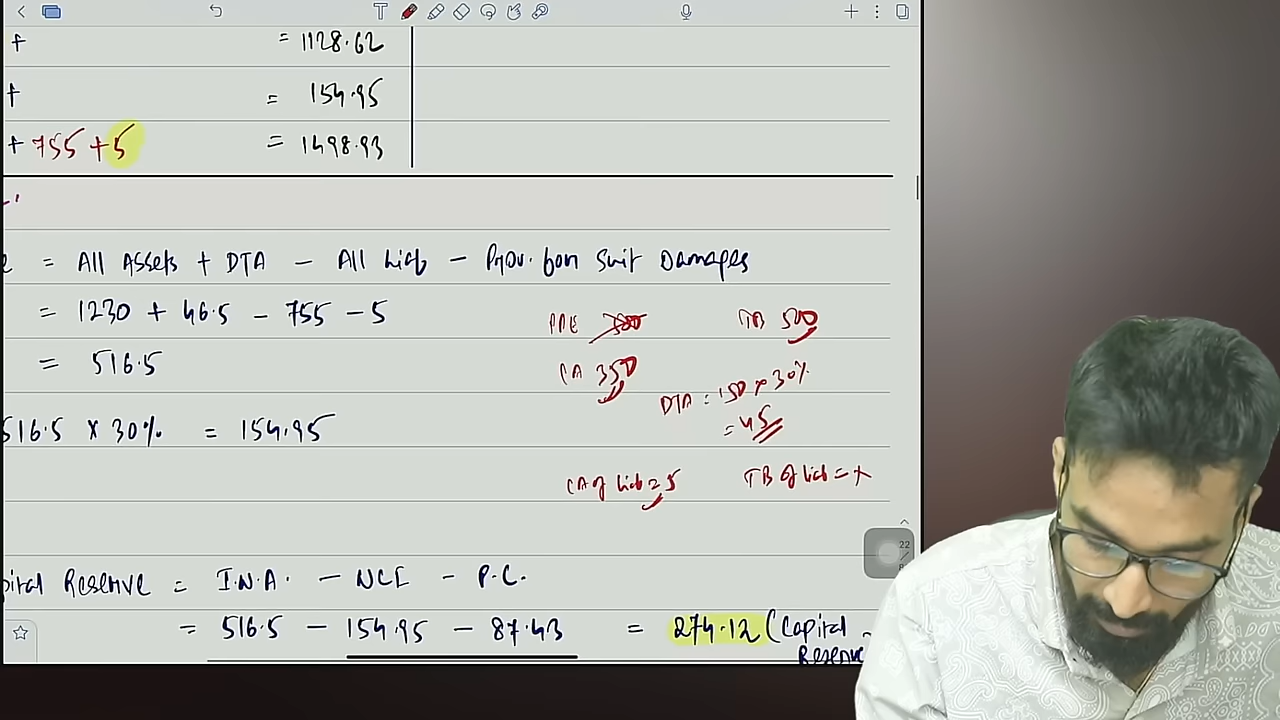 + = 1128.62
+ = 154.95
+ 755 + 5 = 1498.93
= All Assets + DTA - All Liab - Prov. for Suit Damages
= 1230 + 46.5 - 755 - 5
PPE 500 TB 500
= 516.5
CA 350
DTA = 150 x 30%
= 45
516.5 x 30% = 154.95
CA of Liab = 5 TB of Liab = x
22
pital Reserve = I.N.A. - NCI - P.C.
= 516.5 - 154.95 - 87.43 = 274.12 (Capital
Reserve